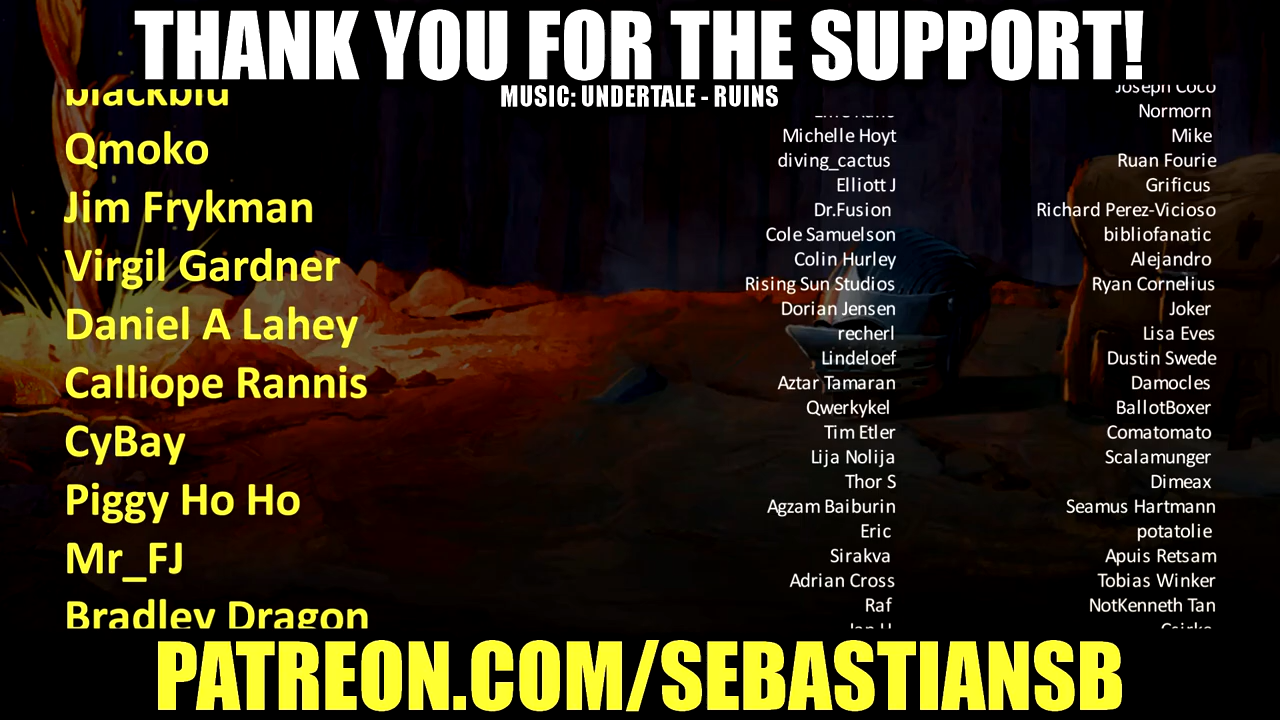 THANK YOU FOR THE SUPPORT!
MUSIC: UNDERTALE - RUINS
Qmoko
Jim Frykman
Virgil Gardner
Daniel A Lahey
Calliope Rannis
CyBay
Piggy Ho Ho
Mr_FJ
Bradley Dragon
Michelle Hoyt
diving_cactus
Elliott J
Dr.Fusion
Cole Samuelson
Colin Hurley
Rising Sun Studios
Dorian Jensen
recherl
Lindeloef
Aztar Tamaran
Qwerkykel
Tim Etler
Lija Nolija
Thor S
Agzam Baiburin
Eric
Sirakva
Adrian Cross
Raf
Joseph Coco
Normorn
Mike
Ruan Fourie
Grificus
Richard Perez-Vicioso
bibliofanatic
Alejandro
Ryan Cornelius
Joker
Lisa Eves
Dustin Swede
Damocles
BallotBoxer
Comatomato
Scalamunger
Dimeax
Seamus Hartmann
potatolie
Apuis Retsam
Tobias Winker
NotKenneth Tan
PATREON.COM/SEBASTIANSB